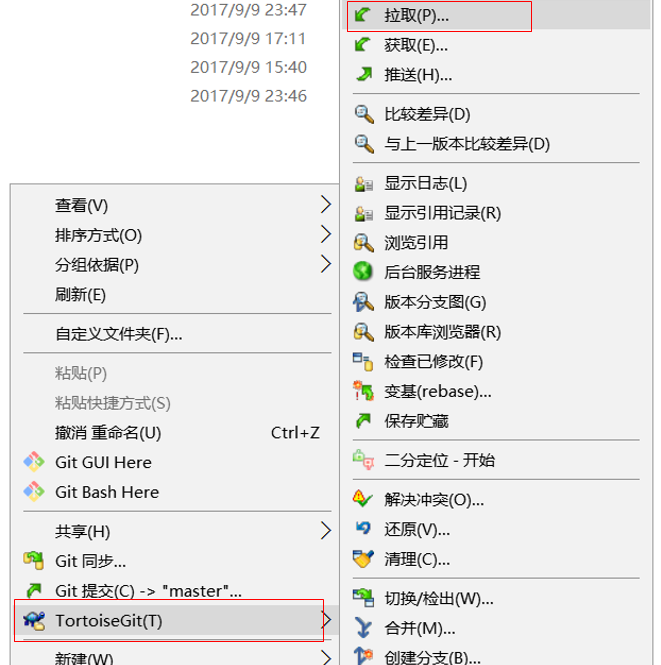 2017/9/9 23:47
2017/9/9 17:11
2017/9/9 15:40
2017/9/9 23:46
查看(V)
排序方式(O)
分组依据(P)
刷新(E)
自定义文件夹(F)...
粘贴(P)
粘贴快捷方式(S)
撤消 重命名(U) Ctrl+Z
Git GUI Here
Git Bash Here
共享(H)
Git 同步...
Git 提交(C) -> "master"...
TortoiseGit(T)
新建(W)
拉取(P)...
获取(E)...
推送(H)...
比较差异(D)
与上一版本比较差异(D)
显示日志(L)
显示引用记录(R)
浏览引用
后台服务进程
版本分支图(G)
版本库浏览器(R)
检查已修改(F)
变基(rebase)...
保存贮藏
二分定位 - 开始
解决冲突(O)...
还原(V)...
清理(C)...
切换/检出(W)...
合并(M)...
创建分支(B)...